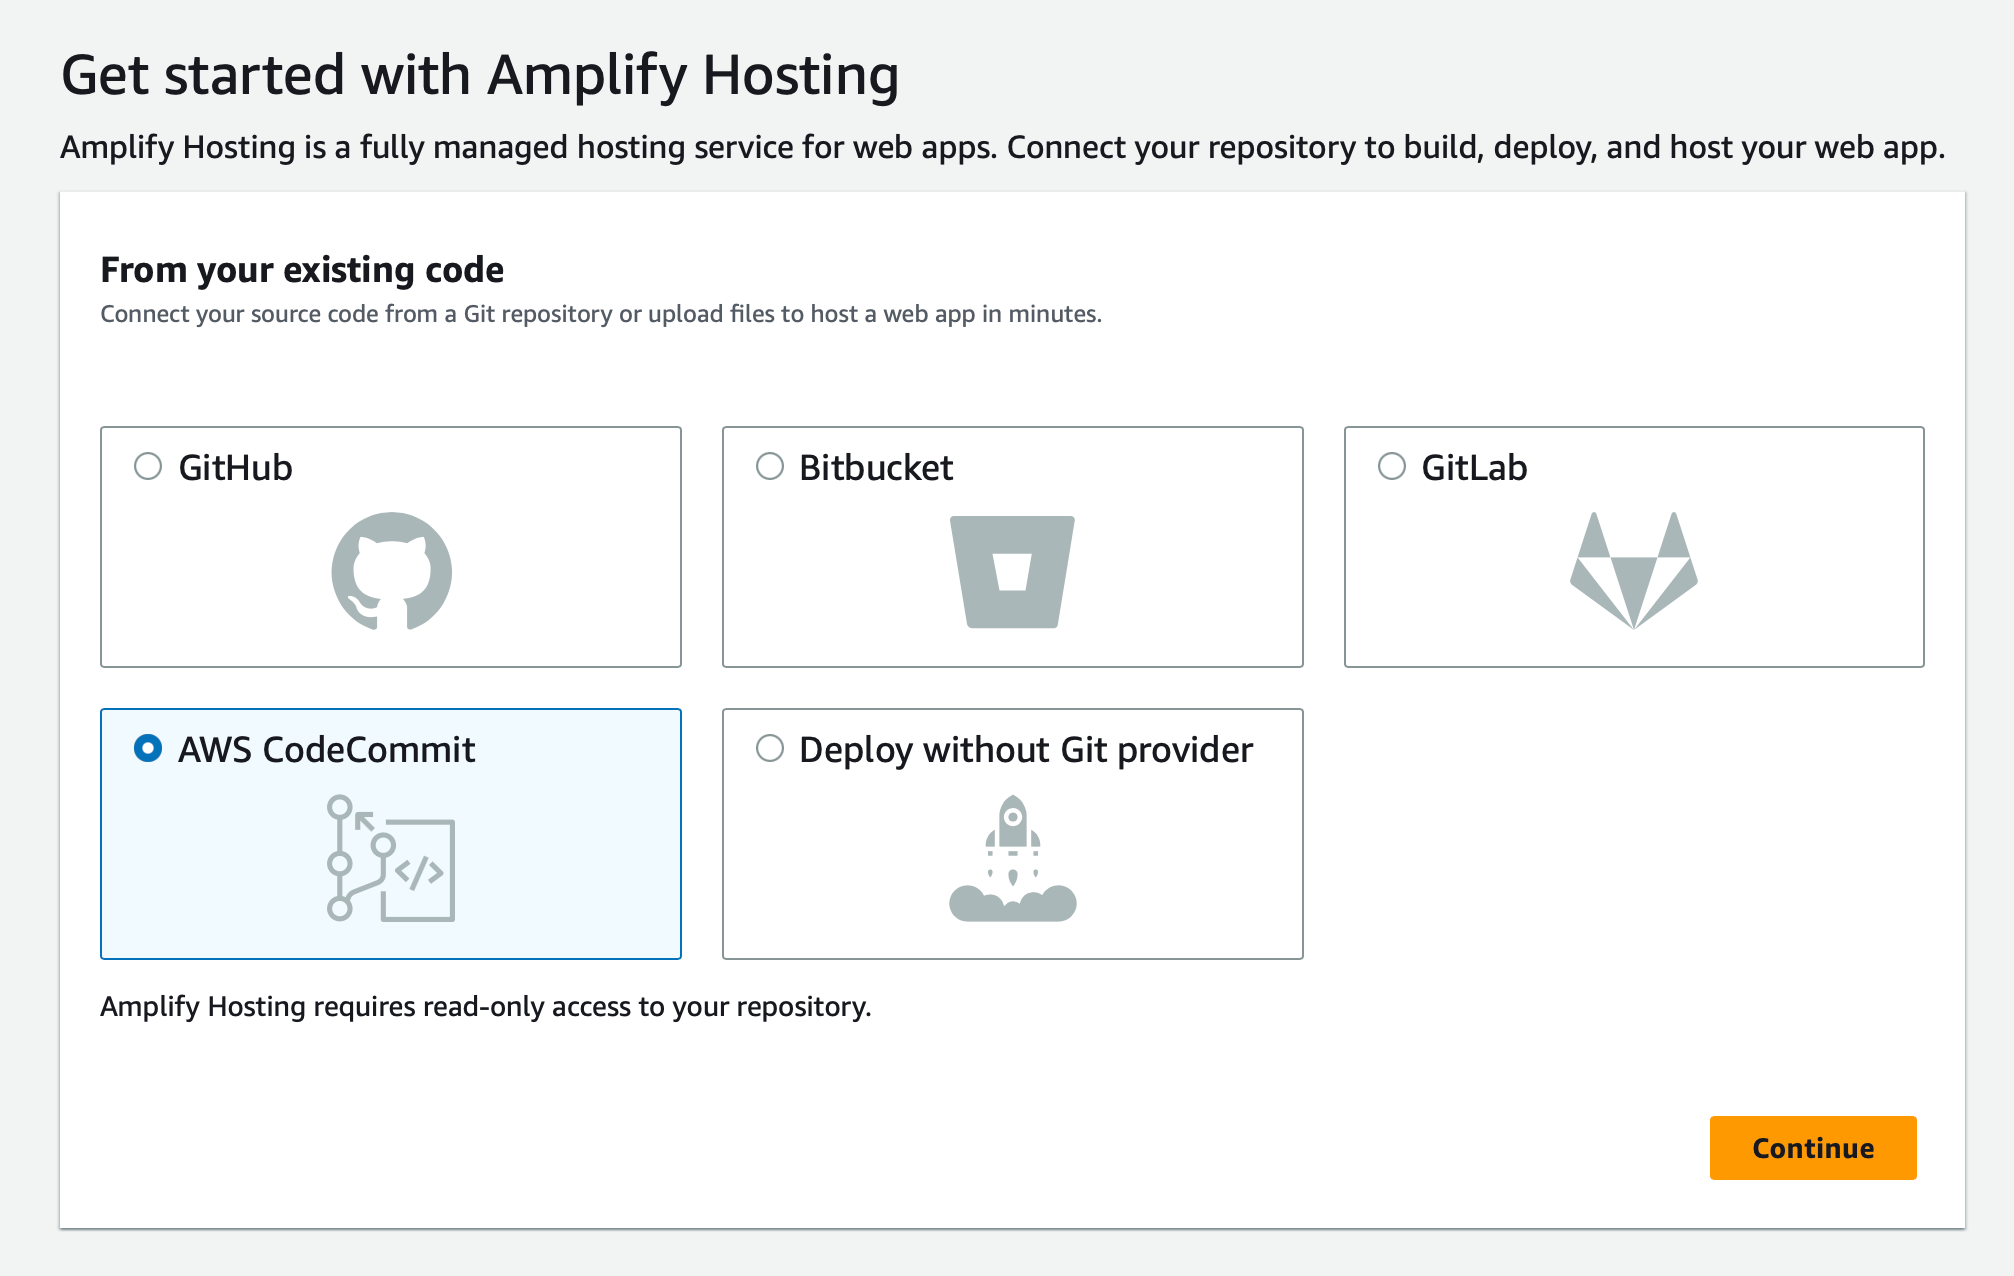 Get started with Amplify Hosting
Amplify Hosting is a fully managed hosting service for web apps. Connect your repository to build, deploy, and host your web app.
From your existing code
Connect your source code from a Git repository or upload files to host a web app in minutes.
GitHub
Bitbucket
GitLab
AWS CodeCommit
Deploy without Git provider
</>
Amplify Hosting requires read-only access to your repository.
Continue